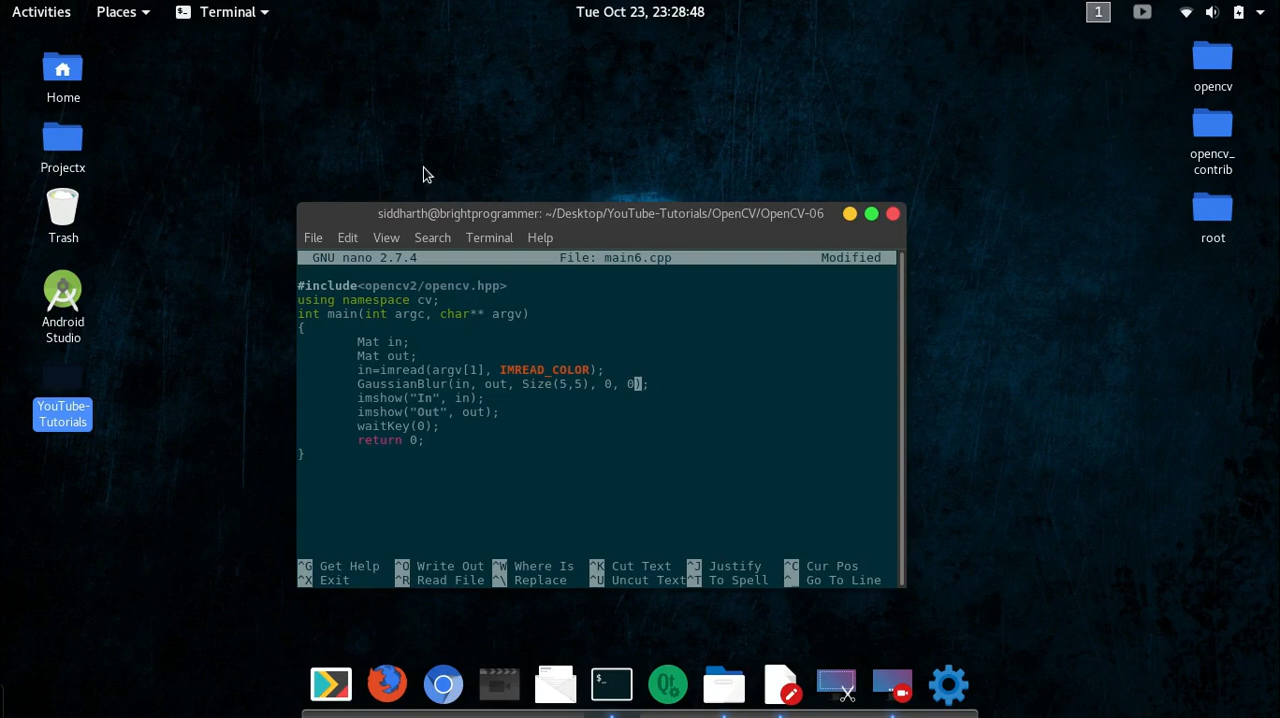 Activities Places Terminal Tue Oct 23, 23:28:48 1
Home
Projectx
Trash
Android
Studio
YouTube-
Tutorials
opencv
opencv_
contrib
root
siddharth@brightprogrammer: ~/Desktop/YouTube-Tutorials/OpenCV/OpenCV-06
File Edit View Search Terminal Help
GNU nano 2.7.4 File: main6.cpp Modified
#include<opencv2/opencv.hpp>
using namespace cv;
int main(int argc, char** argv)
{
Mat in;
Mat out;
in=imread(argv[1], IMREAD_COLOR);
GaussianBlur(in, out, Size(5,5), 0, 0);
imshow("In", in);
imshow("Out", out);
waitKey(0);
return 0;
}
^G Get Help ^O Write Out ^W Where Is ^K Cut Text ^J Justify ^C Cur Pos
^X Exit ^R Read File ^\ Replace ^U Uncut Text ^T To Spell ^_ Go To Line